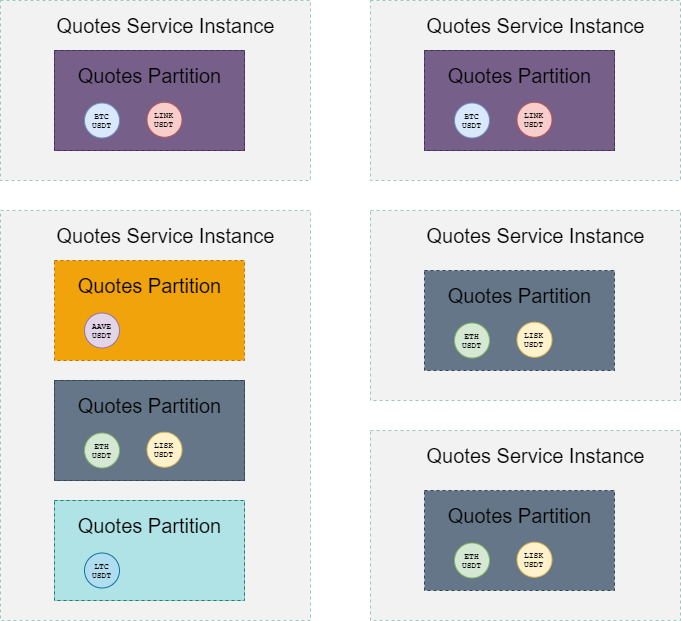 Quotes Service Instance
Quotes Partition
BTC
USDT
LINK
USDT
Quotes Service Instance
Quotes Partition
BTC
USDT
LINK
USDT
Quotes Service Instance
Quotes Partition
AAVE
USDT
Quotes Partition
ETH
USDT
LISK
USDT
Quotes Partition
LTC
USDT
Quotes Service Instance
Quotes Partition
ETH
USDT
LISK
USDT
Quotes Service Instance
Quotes Partition
ETH
USDT
LISK
USDT